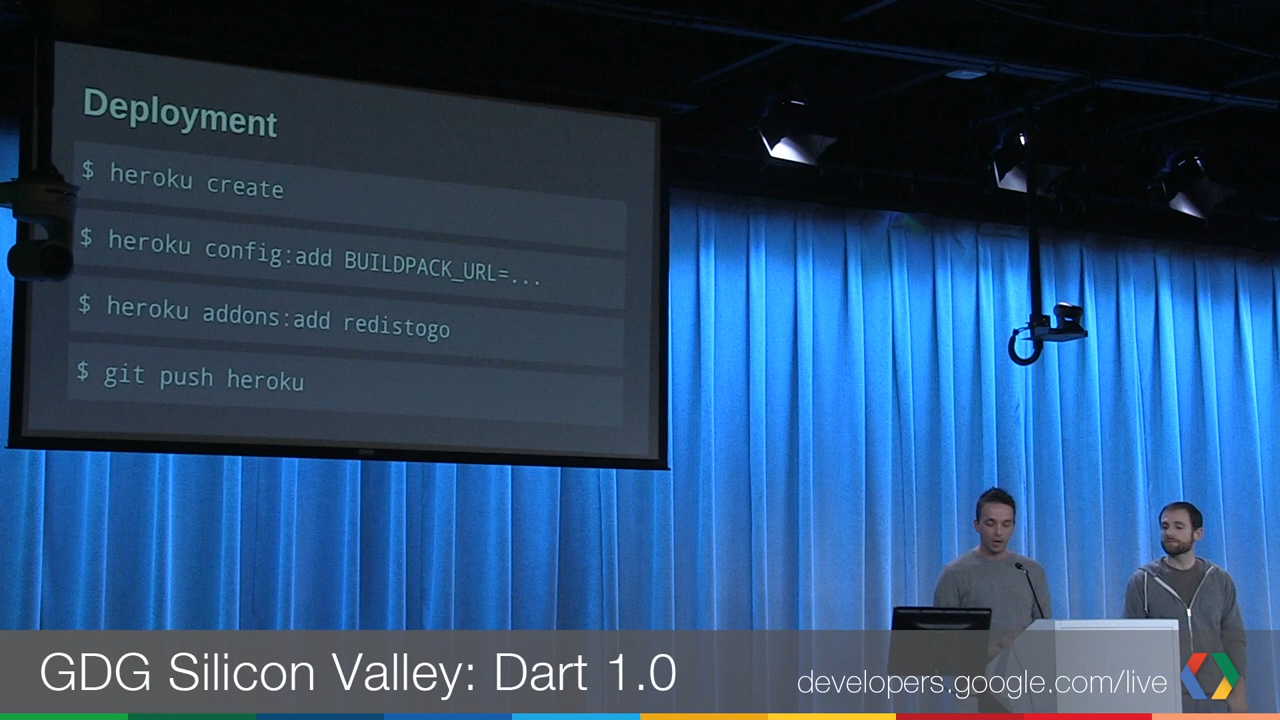 Deployment
$ heroku create
$ heroku config:add BUILDPACK_URL=...
$ heroku addons:add redistogo
$ git push heroku
GDG Silicon Valley: Dart 1.0
developers.google.com/live